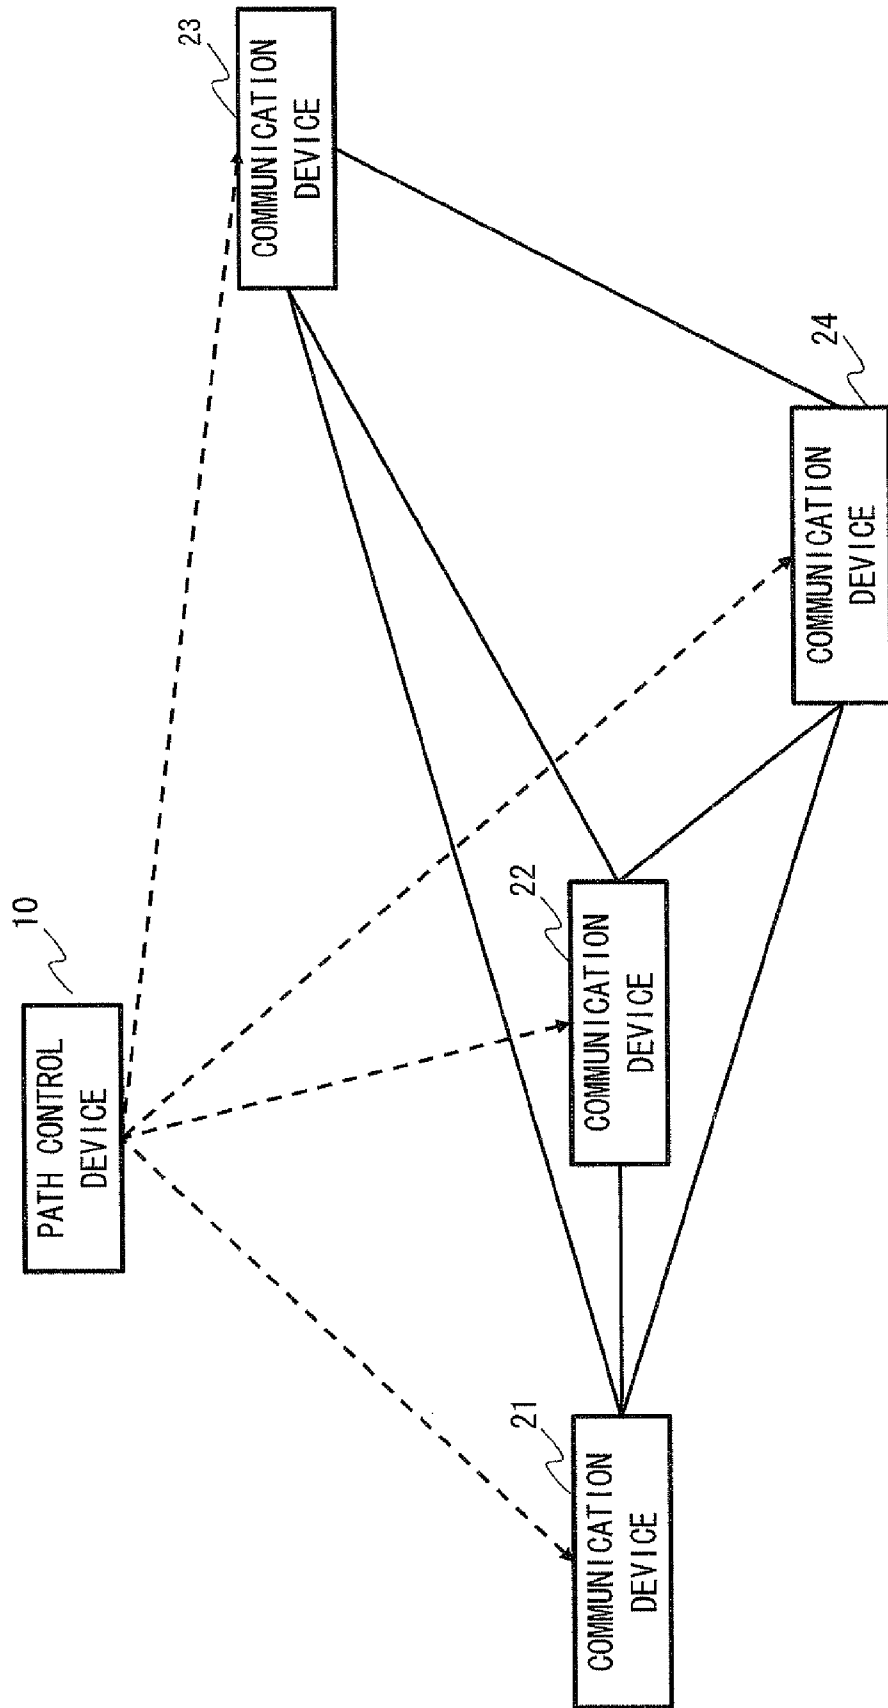 10
PATH CONTROL
DEVICE
21
COMMUNICATION
DEVICE
22
COMMUNICATION
DEVICE
23
COMMUNICATION
DEVICE
24
COMMUNICATION
DEVICE